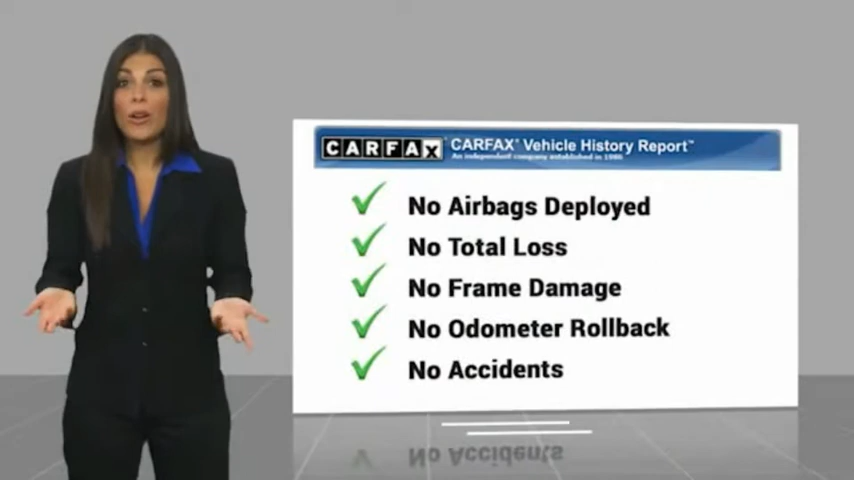 CARFAX CARFAX® Vehicle History Report™
An independent company established in 1986
No Airbags Deployed
No Total Loss
No Frame Damage
No Odometer Rollback
No Accidents
No Accidents